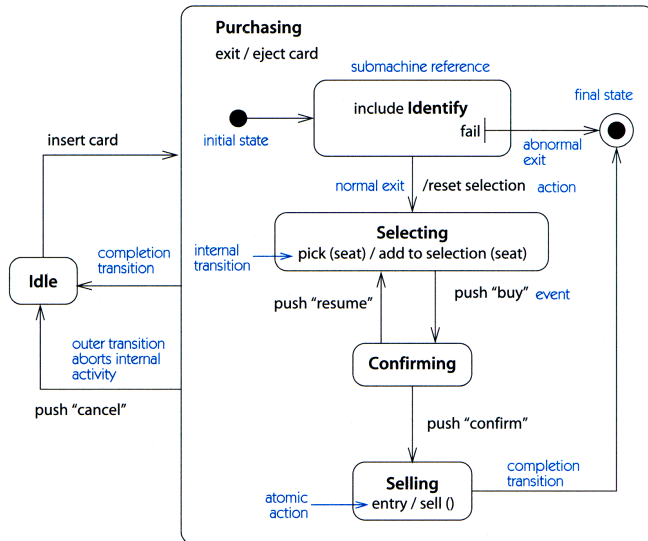 Purchasing
exit / eject card
submachine reference
include Identify
fail
final state
initial state
abnormal
exit
insert card
normal exit
/reset selection
action
Selecting
pick (seat) / add to selection (seat)
internal
transition
completion
transition
Idle
push “resume”
push “buy”
event
outer transition
aborts internal
activity
Confirming
push “cancel”
push “confirm”
Selling
entry / sell ()
completion
transition
atomic
action